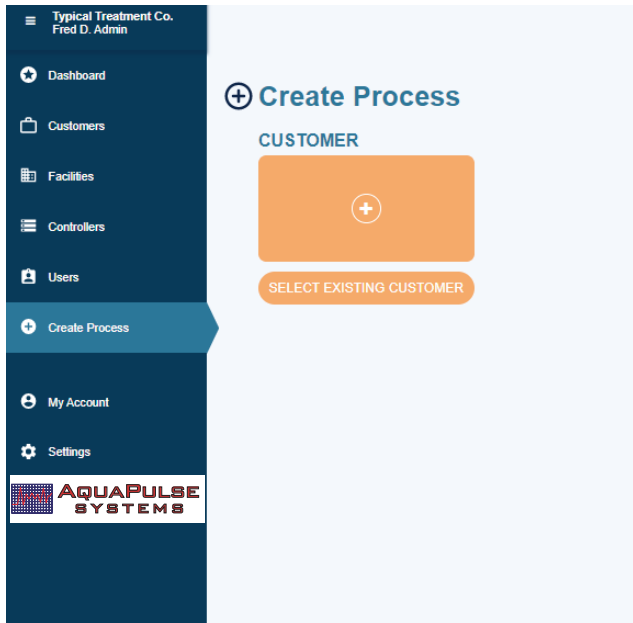 Typical Treatment Co.
Fred D. Admin
Dashboard
Customers
Facilities
Controllers
Users
Create Process
My Account
Settings
AQUAPULSE
SYSTEMS
Create Process
CUSTOMER
SELECT EXISTING CUSTOMER